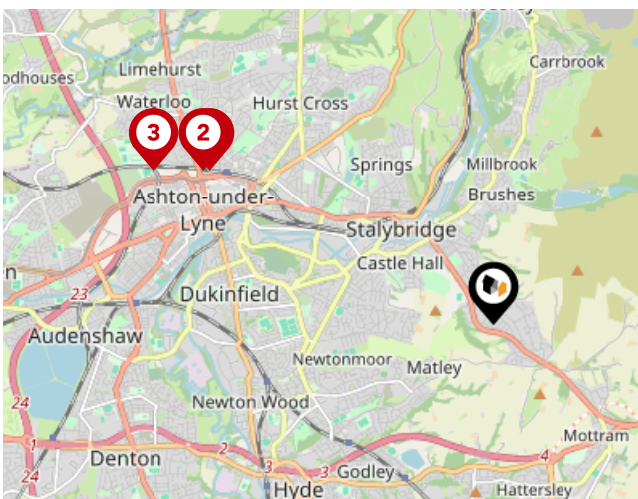 Limehurst
Carrbrook
Waterloo
Hurst Cross
3
2
Springs
Millbrook
Brushes
Ashton-under-
Lyne
Stalybridge
Castle Hall
23
Dukinfield
Audenshaw
Newtonmoor
Matley
24
Newton Wood
Mottram
1
2
4
Denton
3
3
Godley
24
Hyde
Hattersley